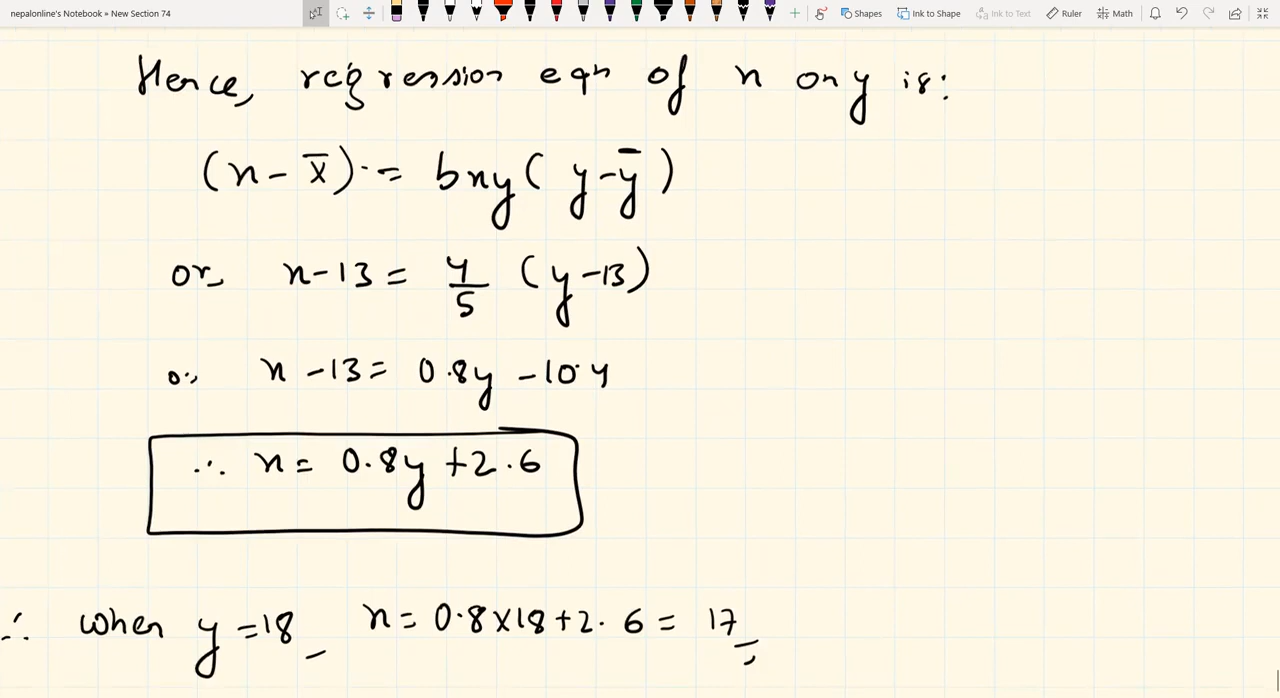 nepalonline's Notebook » New Section 74
Shapes Ink to Shape Ink to Text Ruler Math
Hence, regression eqn of x on y is:
(x - x̅) = bxy ( y - y̅ )
or, x - 13 = 4/5 ( y - 13 )
or, x - 13 = 0.8y - 10.4
∴ x = 0.8y + 2.6
∴ when y = 18 x = 0.8 × 18 + 2.6 = 17